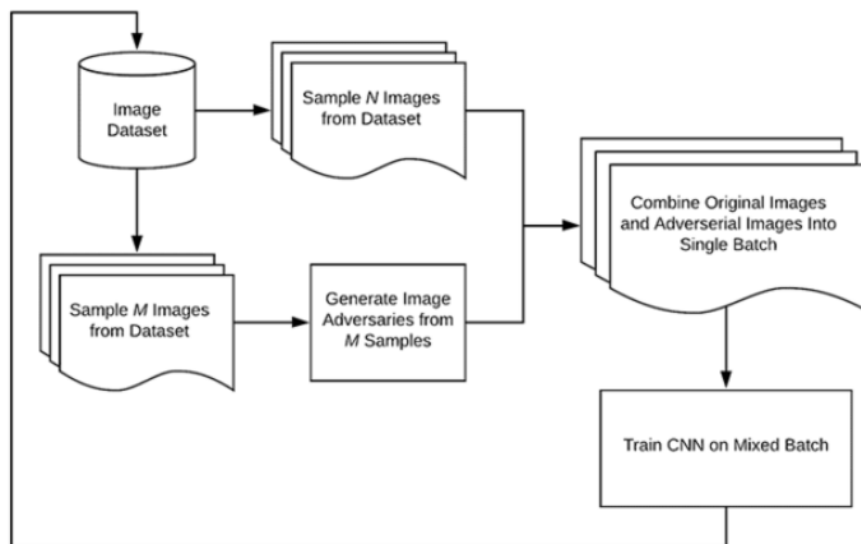 Image
Dataset
Sample N Images
from Dataset
Sample M Images
from Dataset
Generate Image
Adversaries from
M Samples
Combine Original Images
and Adverserial Images Into
Single Batch
Train CNN on Mixed Batch